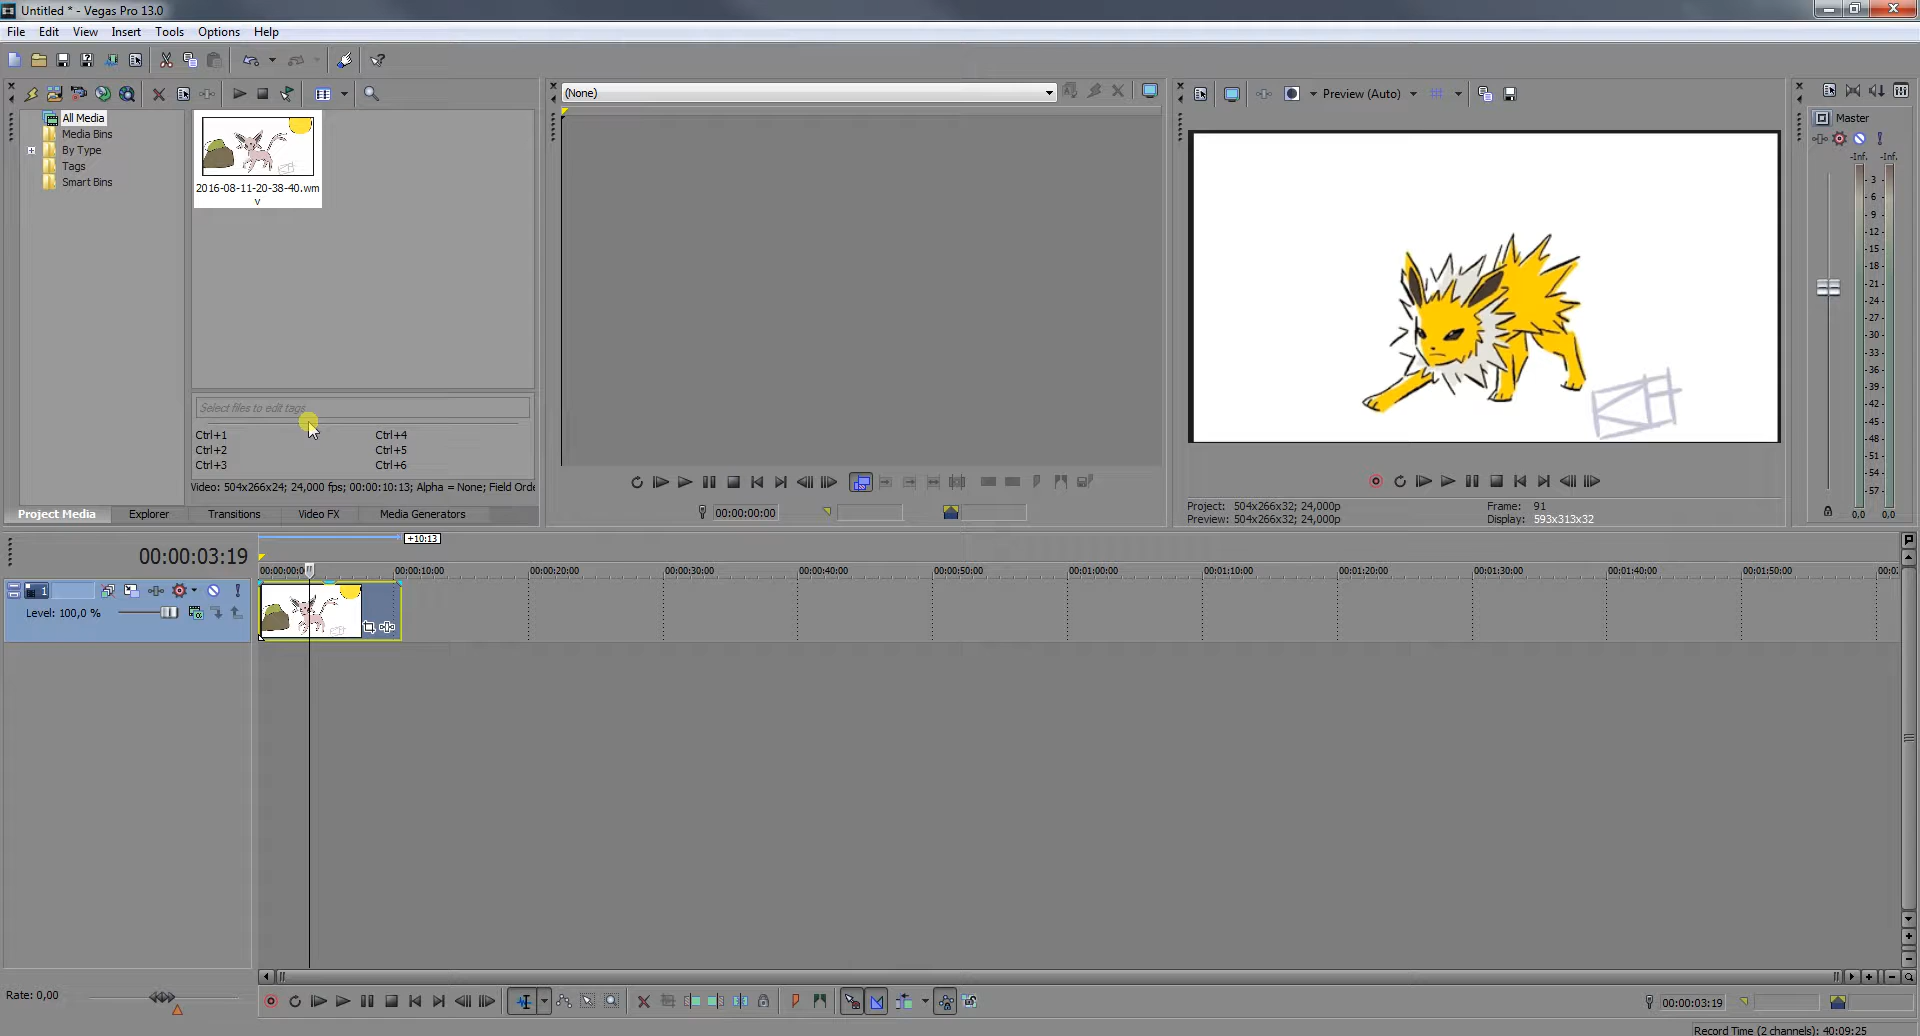 Untitled * - Vegas Pro 13.0
File Edit View Insert Tools Options Help
(None)
Preview (Auto)
Master
All Media
Media Bins
By Type
Tags
Smart Bins
2016-08-11-20-38-40.wm
v
-Inf. -Inf.
- 3 -
- 6 -
- 9 -
- 12 -
- 15 -
- 18 -
- 21 -
- 24 -
- 27 -
- 30 -
- 33 -
- 36 -
- 39 -
- 42 -
- 45 -
- 48 -
- 51 -
- 54 -
- 57 -
0,0 0,0
Select files to edit tags
Ctrl+1 Ctrl+4
Ctrl+2 Ctrl+5
Ctrl+3 Ctrl+6
Video: 504x266x24; 24,000 fps; 00:00:10:13; Alpha = None; Field Orde
Project Media Explorer Transitions Video FX Media Generators
00:00:00:00
Project: 504x266x32; 24,000p Frame: 91
Preview: 504x266x32; 24,000p Display: 593x313x32
+10:13
00:00:03:19
00:00:10:00 00:00:20:00 00:00:30:00 00:00:40:00 00:00:50:00 00:01:00:00 00:01:10:00 00:01:20:00 00:01:30:00 00:01:40:00 00:01:50:00
1
Level: 100,0 %
Rate: 0,00
00:00:03:19
Record Time (2 channels): 40:09:25